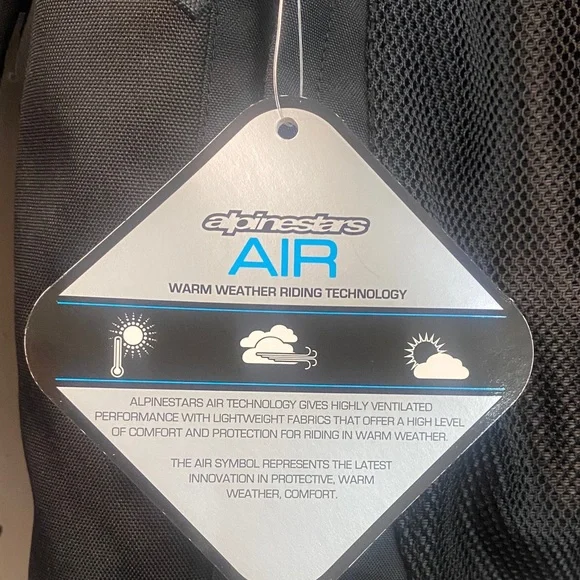 alpinestars
AIR
WARM WEATHER RIDING TECHNOLOGY
ALPINESTARS AIR TECHNOLOGY GIVES HIGHLY VENTILATED
PERFORMANCE WITH LIGHTWEIGHT FABRICS THAT OFFER A HIGH LEVEL
OF COMFORT AND PROTECTION FOR RIDING IN WARM WEATHER.
THE AIR SYMBOL REPRESENTS THE LATEST
INNOVATION IN PROTECTIVE, WARM
WEATHER, COMFORT.